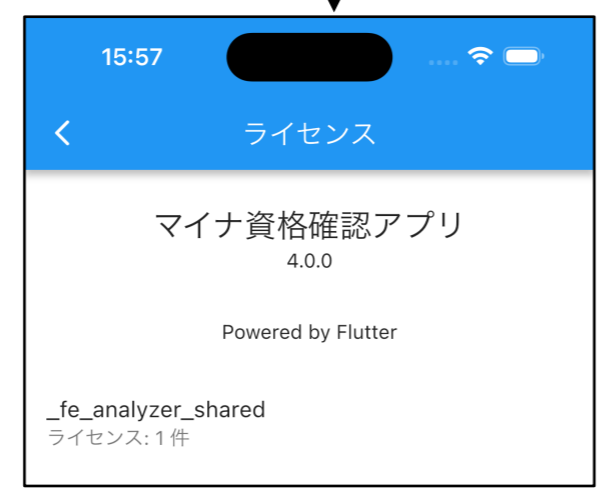 15:57
ライセンス
マイナ資格確認アプリ
4.0.0
Powered by Flutter
_fe_analyzer_shared
ライセンス: 1 件